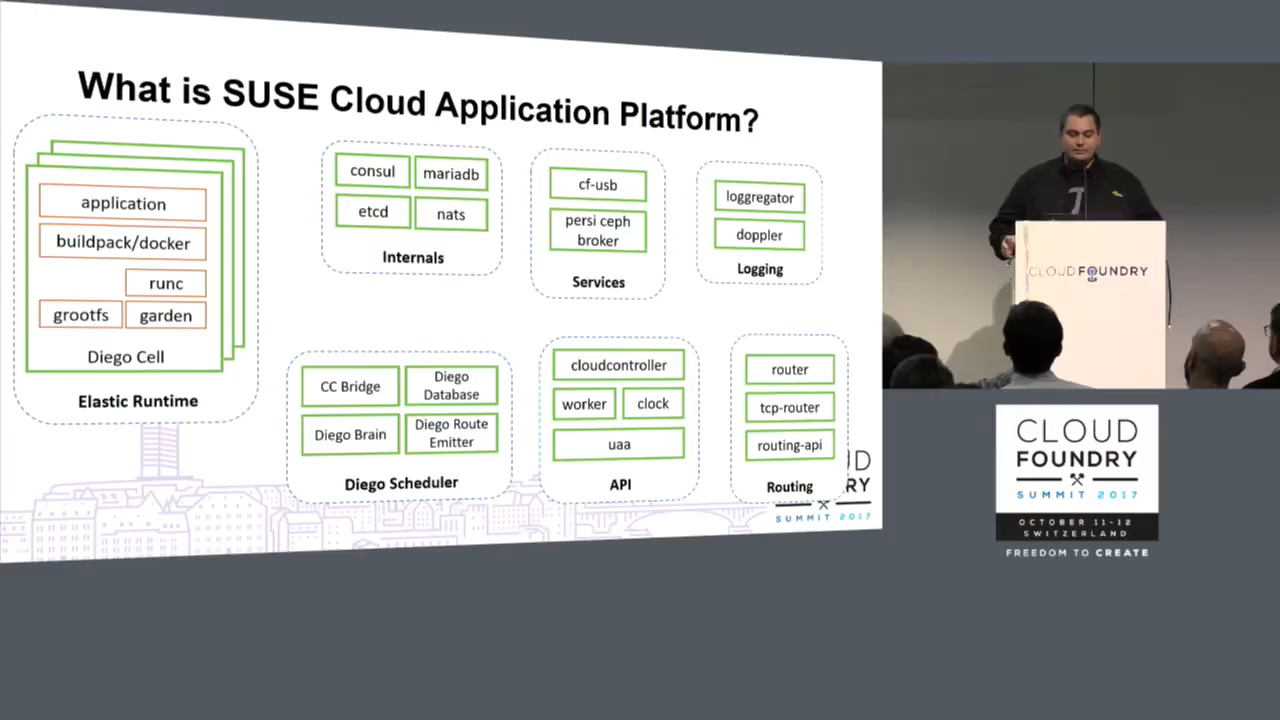 What is SUSE Cloud Application Platform?
application
buildpack/docker
runc
grootfs
garden
Diego Cell
Elastic Runtime
consul
mariadb
etcd
nats
Internals
cf-usb
persi ceph
broker
Services
loggregator
doppler
Logging
CC Bridge
Diego
Database
Diego Brain
Diego Route
Emitter
Diego Scheduler
cloudcontroller
worker
clock
uaa
API
router
tcp-router
routing-api
Routing
UD
RY
SUMMIT 2017
CLOUDFOUNDRY
CLOUD
FOUNDRY
SUMMIT 2017
OCTOBER 11-12
SWITZERLAND
FREEDOM TO CREATE